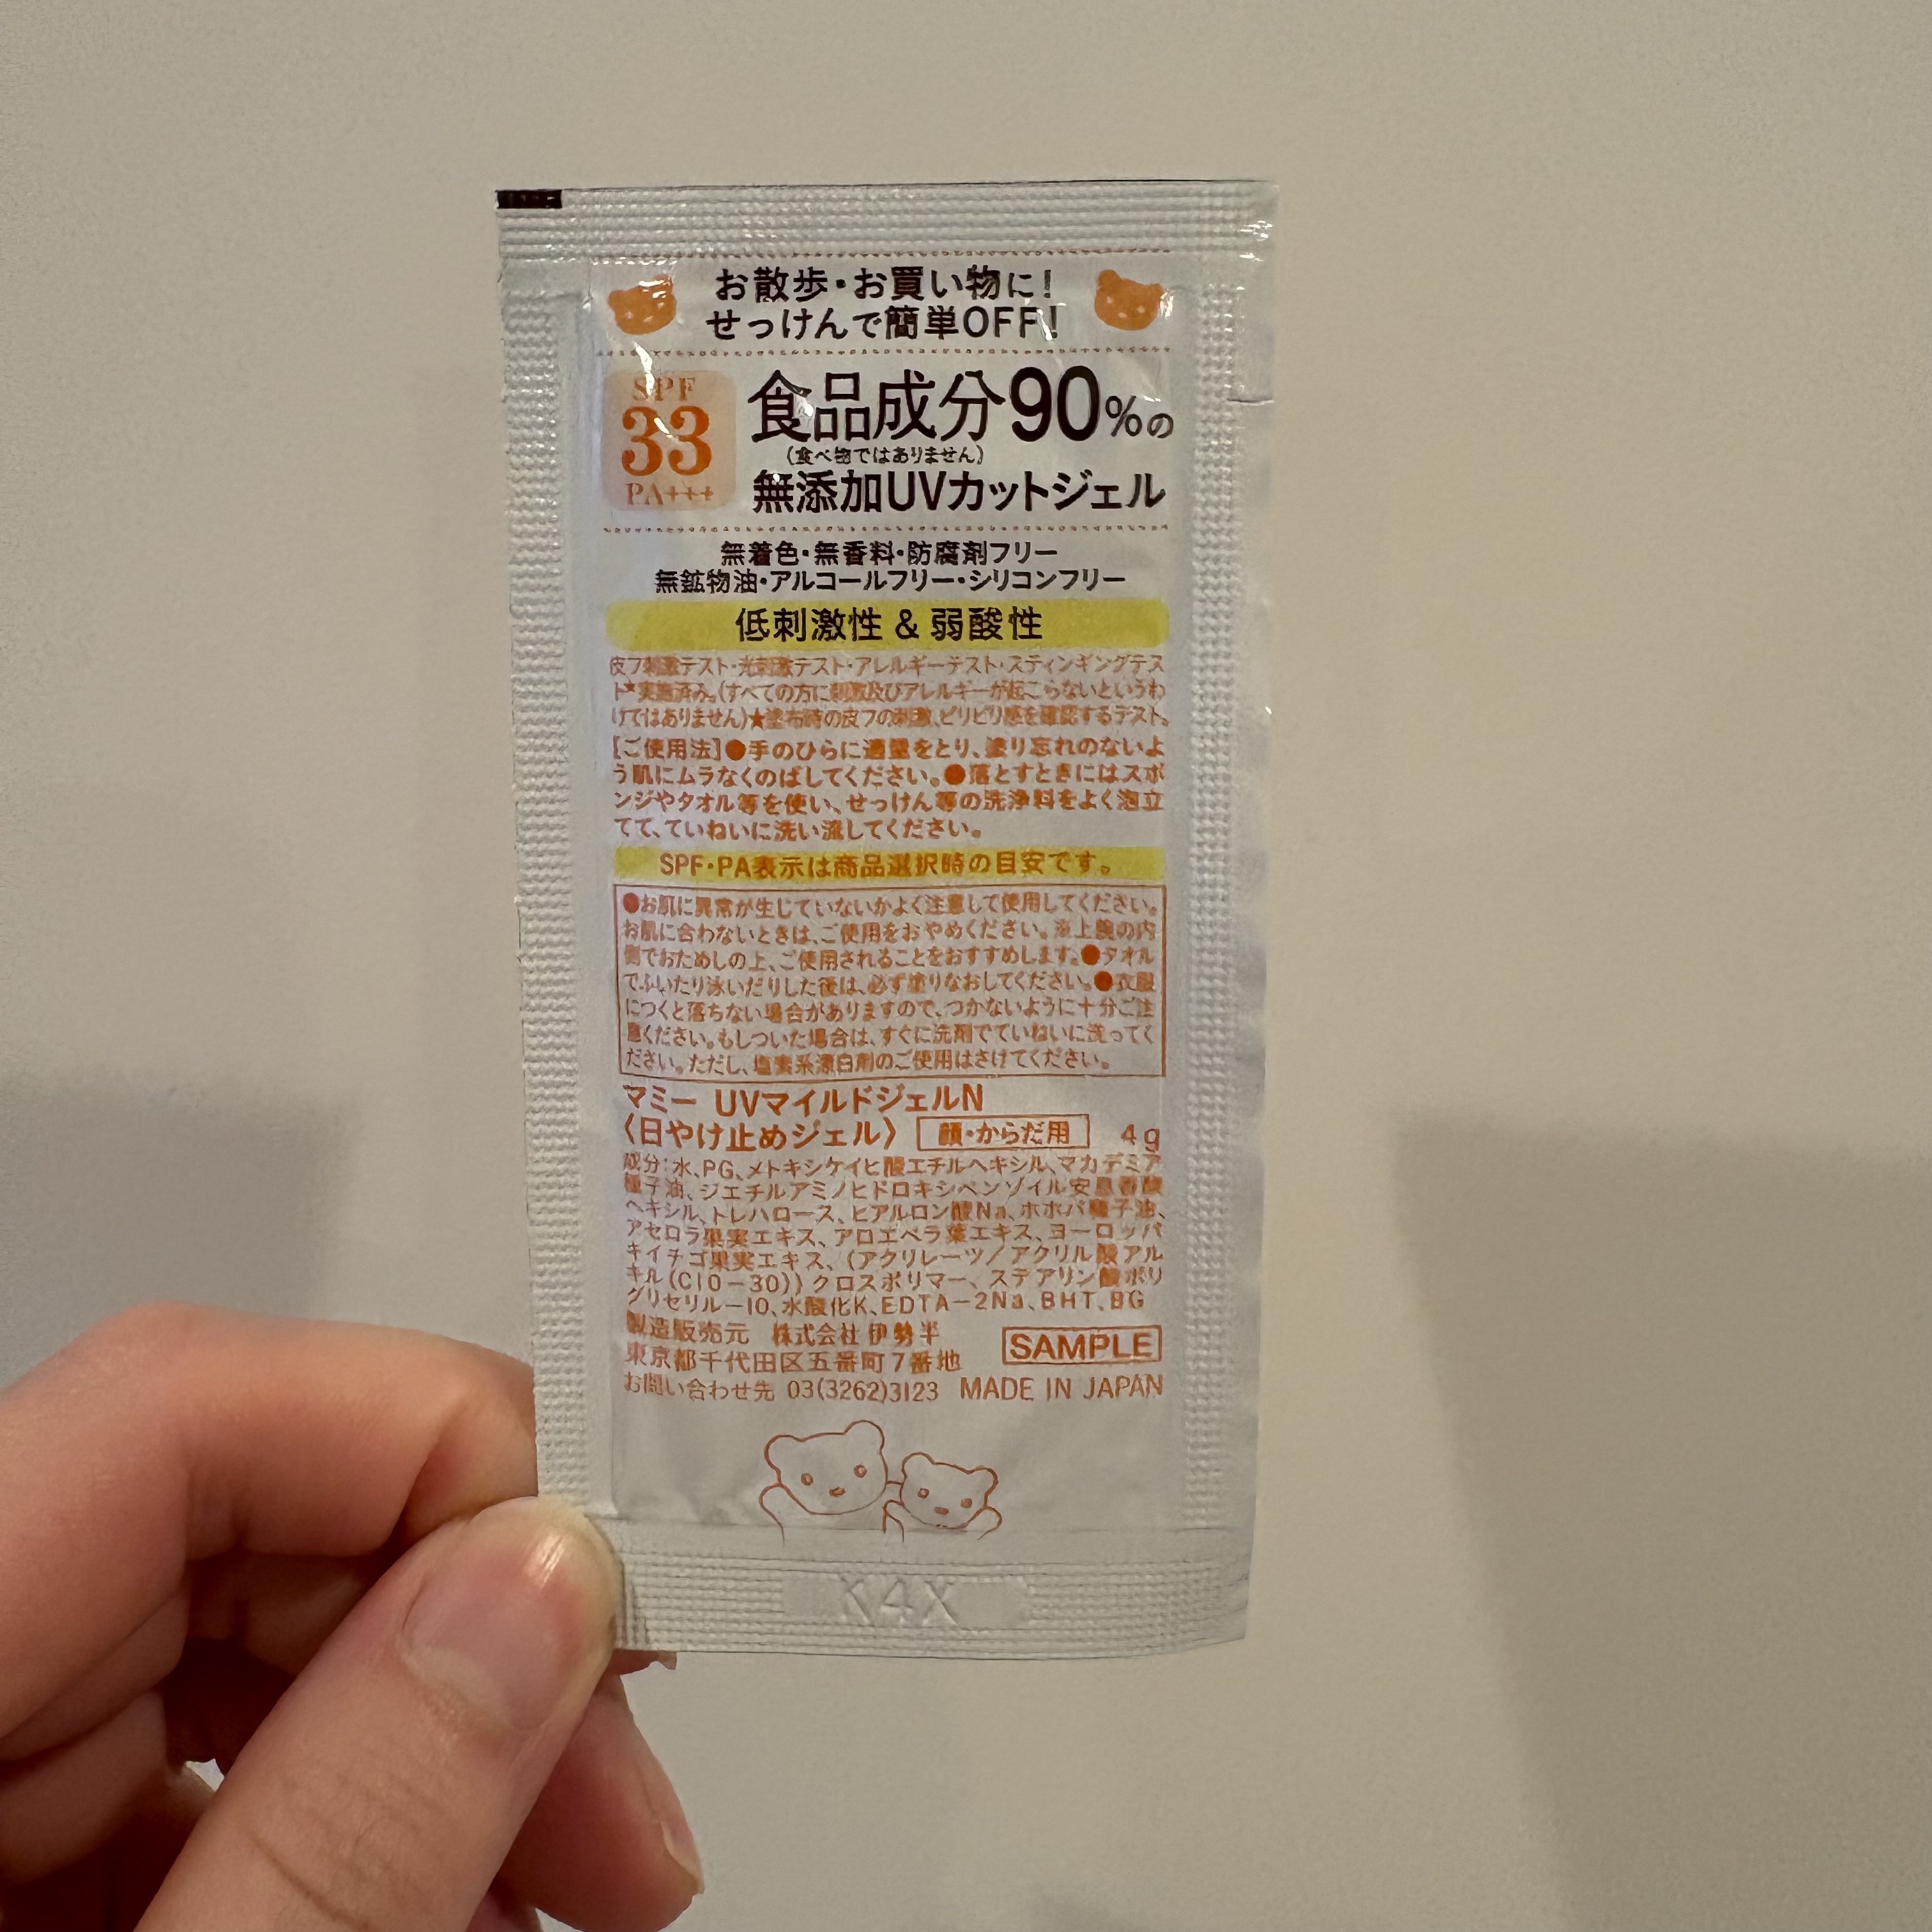 お散歩・お買い物に!
せっけんで簡単OFF!
SPF
33
PA+++
食品成分90%の
(食べ物ではありません)
無添加UVカットジェル
無着色・無香料・防腐剤フリー
無鉱物油・アルコールフリー・シリコンフリー
低刺激性 & 弱酸性
皮フ刺激テスト・光刺激テスト・アレルギーテスト・スティンギングテス
ト★実施済み。(すべての方に刺激及びアレルギーが起こらないというわ
けではありません)★塗布時の皮フの刺激、ピリピリ感を確認するテスト。
[ご使用法]●手のひらに適量をとり、塗り忘れのないよ
う肌にムラなくのばしてください。●落とすときにはスポ
ンジやタオル等を使い、せっけん等の洗浄料をよく泡立
てて、ていねいに洗い流してください。
SPF・PA表示は商品選択時の目安です。
●お肌に異常が生じていないかよく注意して使用してください。
お肌に合わないときは、ご使用をおやめください。※上腕の内
側でおためしの上、ご使用されることをおすすめします。●タオル
でふいたり泳いだりした後は、必ず塗りなおしてください。●衣服
につくと落ちない場合がありますので、つかないように十分ご注
意ください。もしついた場合は、すぐに洗剤でていねいに洗ってく
ださい。ただし、塩素系漂白剤のご使用はさけてください。
マミー UVマイルドジェルN
〈日やけ止めジェル〉 顔・からだ用 4g
成分:水、PG、メトキシケイヒ酸エチルヘキシル、マカデミア
種子油、ジエチルアミノヒドロキシベンゾイル安息香酸
ヘキシル、トレハロース、ヒアルロン酸Na、ホホバ種子油、
アセロラ果実エキス、アロエベラ葉エキス、ヨーロッパ
キイチゴ果実エキス、(アクリレーツ/アクリル酸アル
キル(C10-30))クロスポリマー、ステアリン酸ポリ
グリセリル-10、水酸化K、EDTA-2Na、BHT、BG
製造販売元 株式会社 伊勢半
東京都千代田区五番町7番地
SAMPLE
お問い合わせ先 03(3262)3123 MADE IN JAPAN
K4X